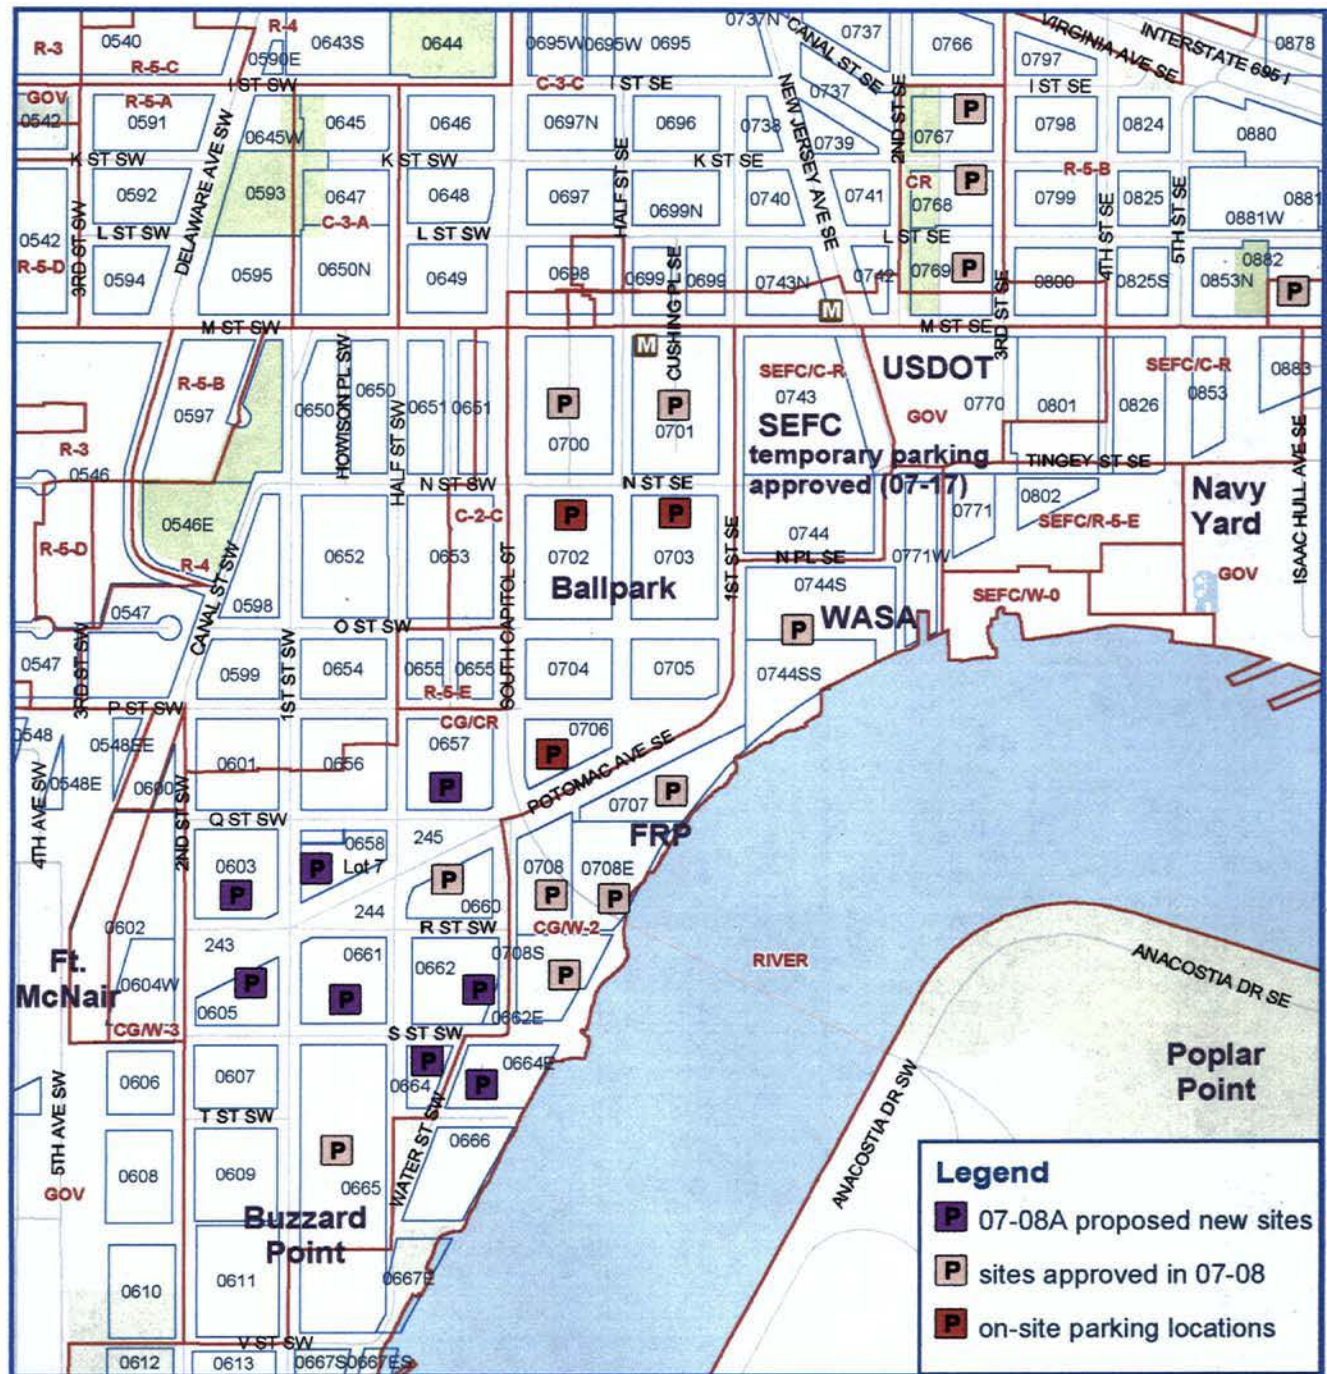 R-3
0540
R-5-C
R-4
0590E
0643S
0644
0695W
0695W
0695
0737N
CANAL ST SE
0737
0766
VIRGINIA AVE SE
INTERSTATE 695 I
0878
0797
I ST SW
C-3-C
I ST SE
I ST SE
GOV
0542
R-5-A
0591
DELAWARE AVE SW
0645W
0645
0646
0697N
0696
0738
0737
0739
NEW JERSEY AVE SE
2ND ST SE
0767
P
0798
0824
0880
K ST SW
K ST SW
K ST SE
R-5-B
0592
0593
0647
C-3-A
0648
0697
HALF ST SE
0699N
0740
0741
CR
0768
P
0799
4TH ST SE
0825
5TH ST SE
0881
0881W
0542
R-5-D
3RD ST SW
L ST SW
L ST SW
L ST SE
0594
0595
0650N
0649
0698
0699
CUSHING PL SE
0699
0743N
0742
0769
P
3RD ST SE
0800
0825S
0853N
0882
P
M
M ST SW
M ST SE
M
R-5-B
0597
HOWISON PL SW
0650
0650
HALF ST SW
0651
0651
P
0700
P
0701
SEFC/C-R
0743
USDOT
GOV
0770
0801
0826
SEFC/C-R
0853
0883
ISAAC HULL AVE SE
SEFC
temporary parking
approved (07-17)
R-3
0546
TINGEY ST SE
N ST SW
N ST SE
Navy
Yard
GOV
0546E
R-5-D
R-4
CANAL ST SW
0652
C-2-C
0653
SOUTH CAPITOL ST
P
0702
P
0703
1ST ST SE
0744
0771
0802
SEFC/R-5-E
0771W
N PL SE
Ballpark
0744S
SEFC/W-0
0547
0598
P
WASA
O ST SW
0547
3RD ST SW
0599
1ST ST SW
0654
0655
0655
R-5-E
0704
0705
0744SS
P ST SW
CG/CR
0548
0548EE
0548E
0600
4TH AVE SW
2ND ST SW
0601
0656
0657
P
0706
P
POTOMAC AVE SE
P
0707
FRP
Q ST SW
245
0603
P
0658
P
Lot 7
P
0660
0708
P
0708E
P
0602
244
R ST SW
CG/W-2
RIVER
ANACOSTIA DR SE
Ft.
McNair
243
0604W
P
0605
0661
P
0662
P
0708S
P
0662E
CG/W-3
S ST SW
Poplar
Point
0606
0607
P
0664
P
0664E
ANACOSTIA DR SW
5TH AVE SW
T ST SW
0608
0609
P
0665
WATER ST SW
0666
GOV
Buzzard
Point
0610
0611
0667E
V ST SW
0612
0613
0667S
0667ES
Legend
P 07-08A proposed new sites
P sites approved in 07-08
P on-site parking locations